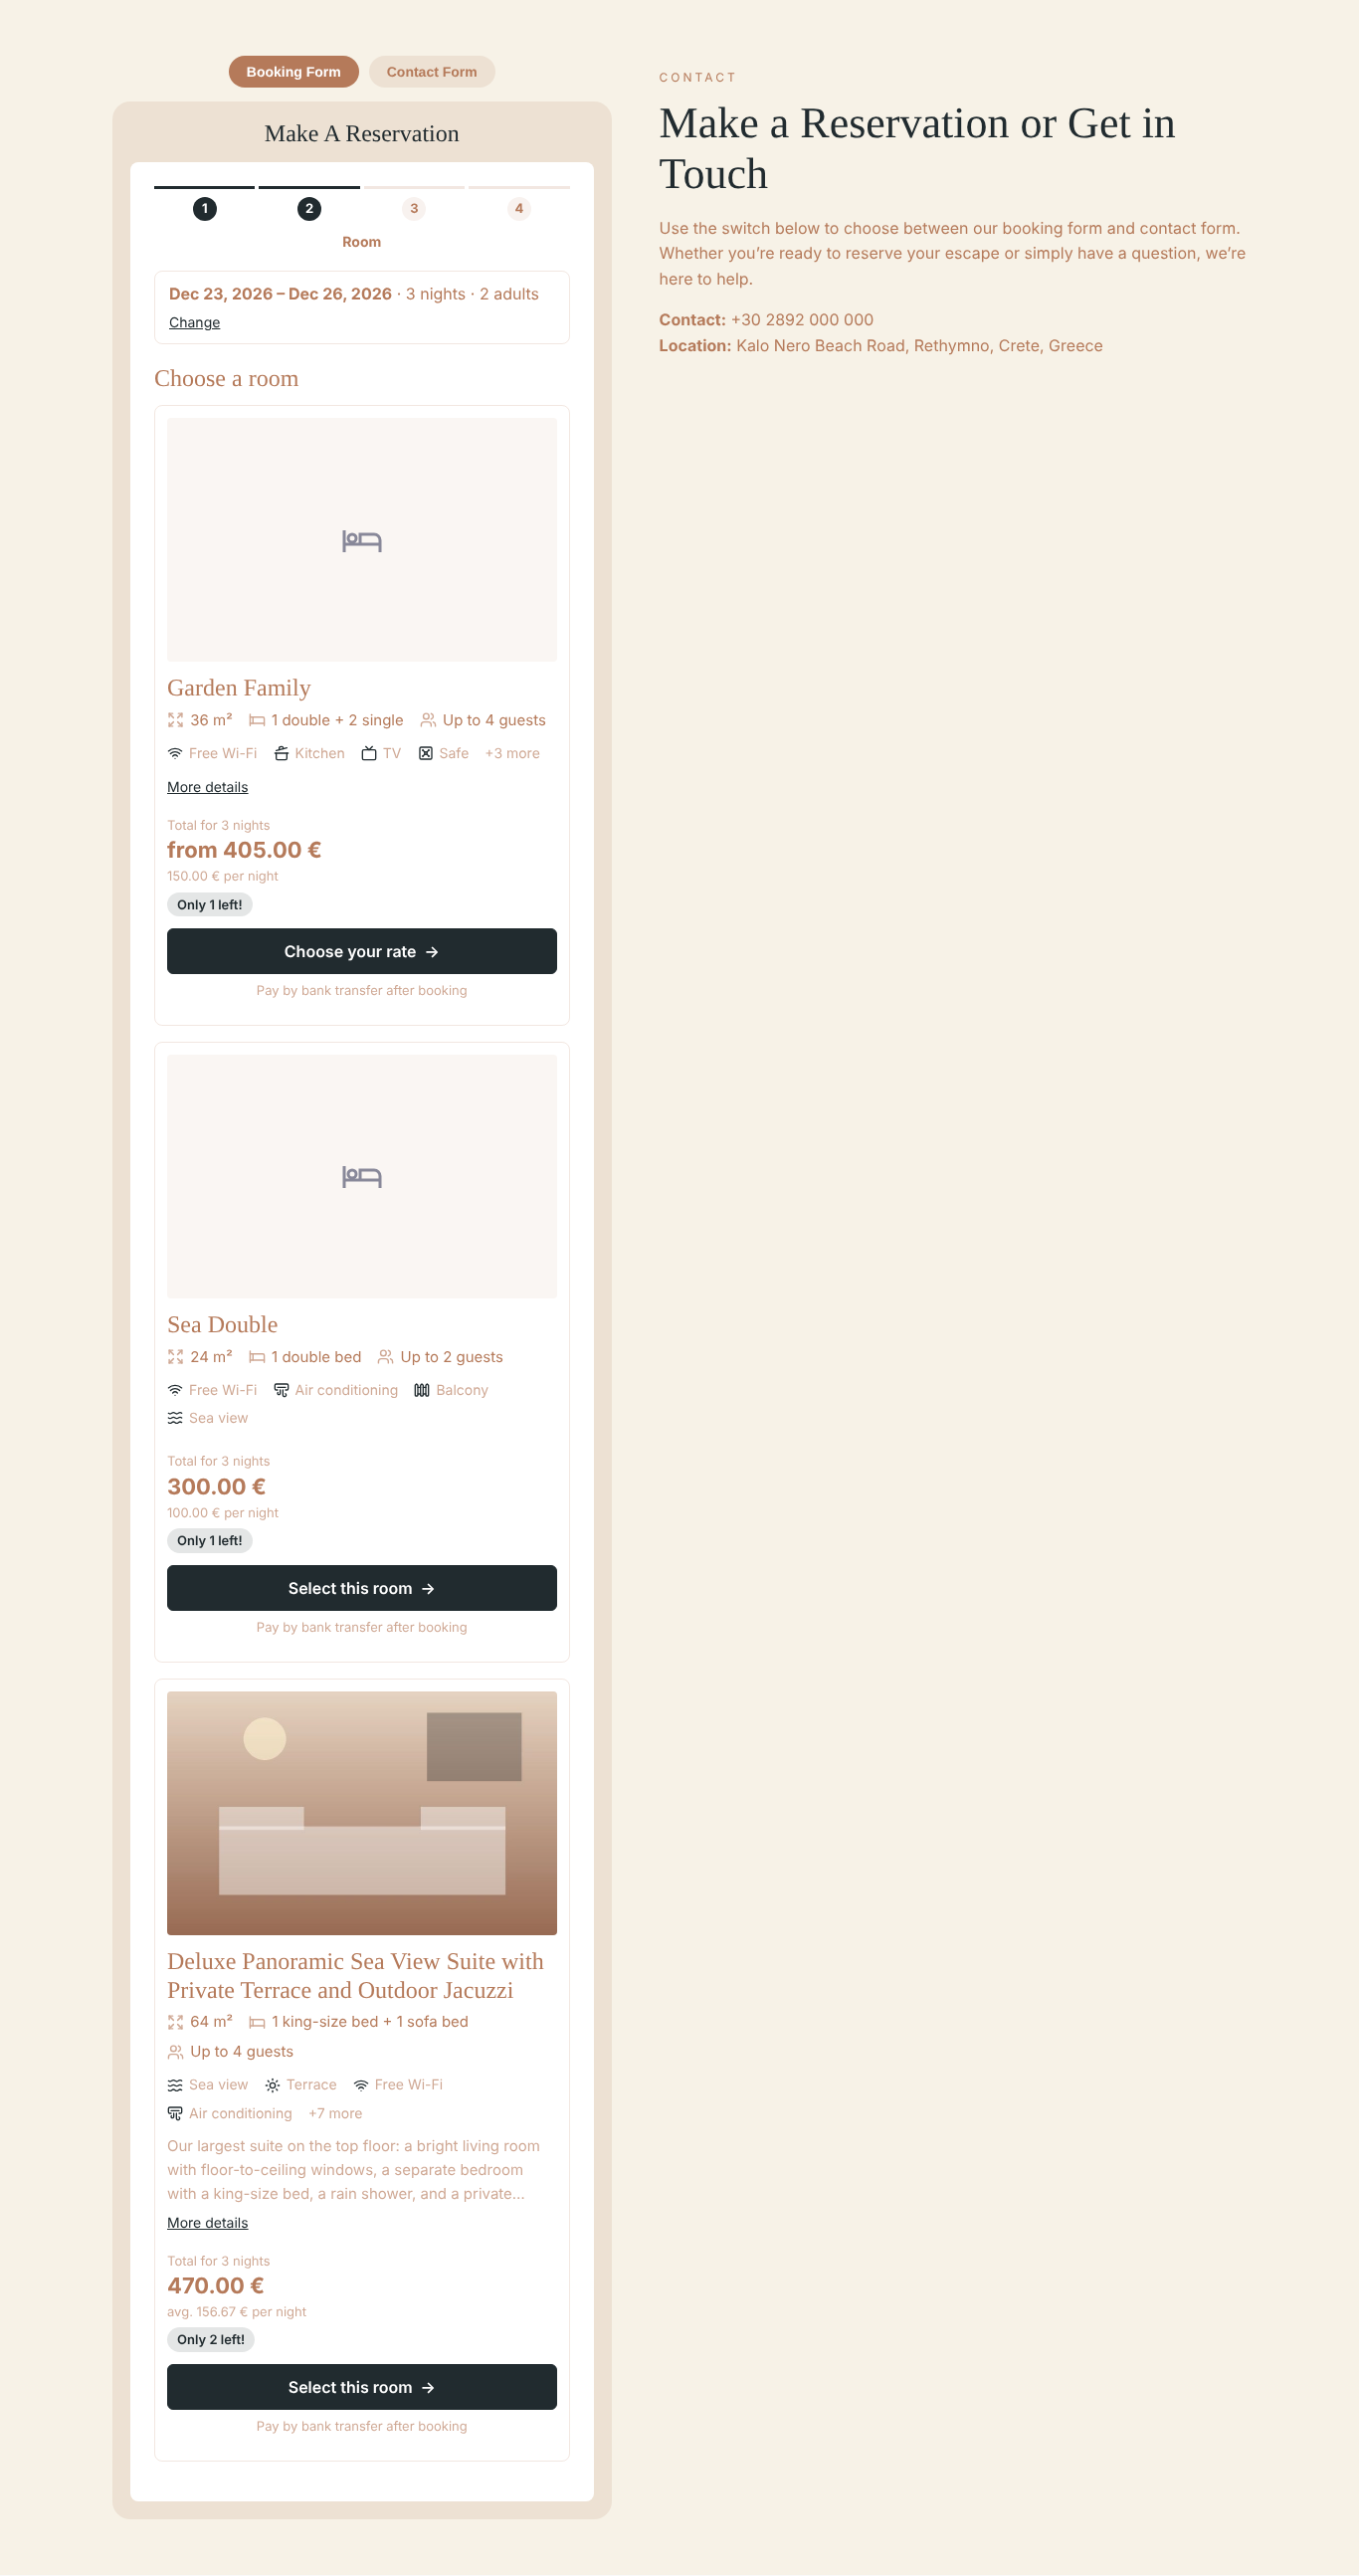 Booking Form
Contact Form
Make A Reservation
1
2
3
4
Room
Dec 23, 2026 – Dec 26, 2026 · 3 nights · 2 adults
Change
Choose a room
Garden Family
36 m²
1 double + 2 single
Up to 4 guests
Free Wi-Fi
Kitchen
TV
Safe
+3 more
More details
Total for 3 nights
from 405.00 €
150.00 € per night
Only 1 left!
Choose your rate →
Pay by bank transfer after booking
Sea Double
24 m²
1 double bed
Up to 2 guests
Free Wi-Fi
Air conditioning
Balcony
Sea view
Total for 3 nights
300.00 €
100.00 € per night
Only 1 left!
Select this room →
Pay by bank transfer after booking
Deluxe Panoramic Sea View Suite with
Private Terrace and Outdoor Jacuzzi
64 m²
1 king-size bed + 1 sofa bed
Up to 4 guests
Sea view
Terrace
Free Wi-Fi
Air conditioning
+7 more
Our largest suite on the top floor: a bright living room
with floor-to-ceiling windows, a separate bedroom
with a king-size bed, a rain shower, and a private...
More details
Total for 3 nights
470.00 €
avg. 156.67 € per night
Only 2 left!
Select this room →
Pay by bank transfer after booking
CONTACT
Make a Reservation or Get in
Touch
Use the switch below to choose between our booking form and contact form.
Whether you’re ready to reserve your escape or simply have a question, we’re
here to help.
Contact: +30 2892 000 000
Location: Kalo Nero Beach Road, Rethymno, Crete, Greece